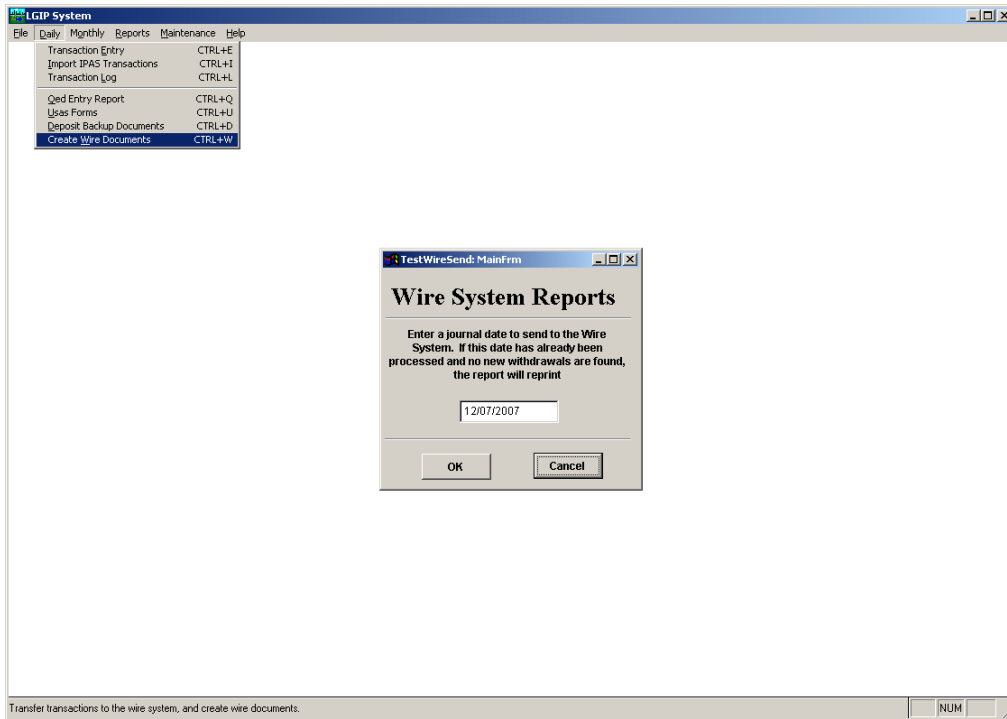 LGIP System
File Daily Monthly Reports Maintenance Help
Transaction Entry CTRL+E
Import IPAS Transactions CTRL+I
Transaction Log CTRL+L
Qed Entry Report CTRL+Q
Usas Forms CTRL+U
Deposit Backup Documents CTRL+D
Create Wire Documents CTRL+W
TestWireSend: MainFrm
Wire System Reports
Enter a journal date to send to the Wire
System. If this date has already been
processed and no new withdrawals are found,
the report will reprint
12/07/2007
OK Cancel
Transfer transactions to the wire system, and create wire documents. NUM